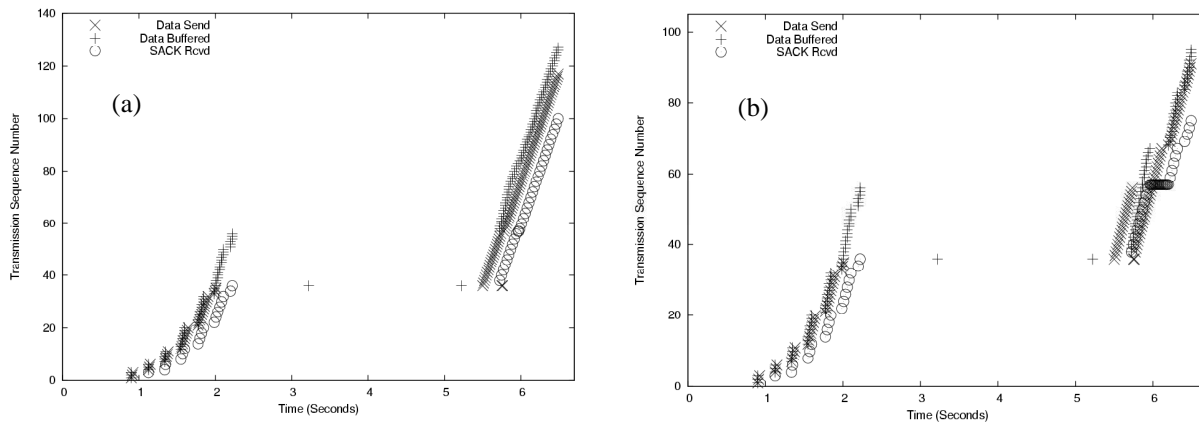 Data Send
Data Buffered
SACK Rcvd
(a)
Transmission Sequence Number
140
120
100
80
60
40
20
0
0 1 2 3 4 5 6
Time (Seconds)
Data Send
Data Buffered
SACK Rcvd
(b)
Transmission Sequence Number
100
80
60
40
20
0
0 1 2 3 4 5 6
Time (Seconds)